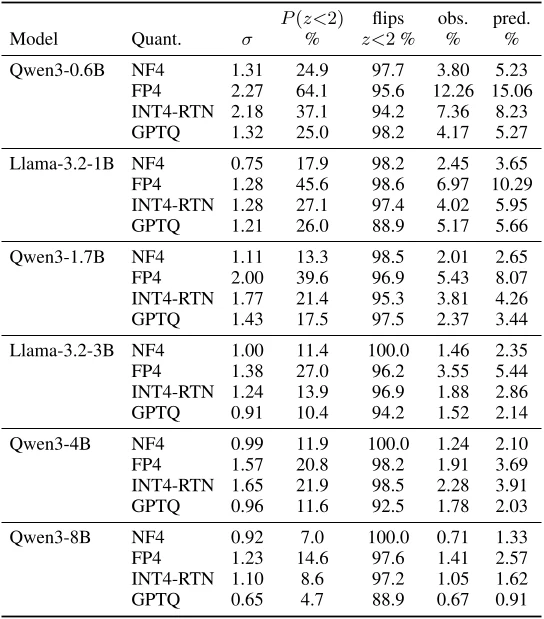 P(z<2) flips obs. pred.
Model Quant. σ % z<2 % % %
Qwen3-0.6B NF4 1.31 24.9 97.7 3.80 5.23
FP4 2.27 64.1 95.6 12.26 15.06
INT4-RTN 2.18 37.1 94.2 7.36 8.23
GPTQ 1.32 25.0 98.2 4.17 5.27
Llama-3.2-1B NF4 0.75 17.9 98.2 2.45 3.65
FP4 1.28 45.6 98.6 6.97 10.29
INT4-RTN 1.28 27.1 97.4 4.02 5.95
GPTQ 1.21 26.0 88.9 5.17 5.66
Qwen3-1.7B NF4 1.11 13.3 98.5 2.01 2.65
FP4 2.00 39.6 96.9 5.43 8.07
INT4-RTN 1.77 21.4 95.3 3.81 4.26
GPTQ 1.43 17.5 97.5 2.37 3.44
Llama-3.2-3B NF4 1.00 11.4 100.0 1.46 2.35
FP4 1.38 27.0 96.2 3.55 5.44
INT4-RTN 1.24 13.9 96.9 1.88 2.86
GPTQ 0.91 10.4 94.2 1.52 2.14
Qwen3-4B NF4 0.99 11.9 100.0 1.24 2.10
FP4 1.57 20.8 98.2 1.91 3.69
INT4-RTN 1.65 21.9 98.5 2.28 3.91
GPTQ 0.96 11.6 92.5 1.78 2.03
Qwen3-8B NF4 0.92 7.0 100.0 0.71 1.33
FP4 1.23 14.6 97.6 1.41 2.57
INT4-RTN 1.10 8.6 97.2 1.05 1.62
GPTQ 0.65 4.7 88.9 0.67 0.91